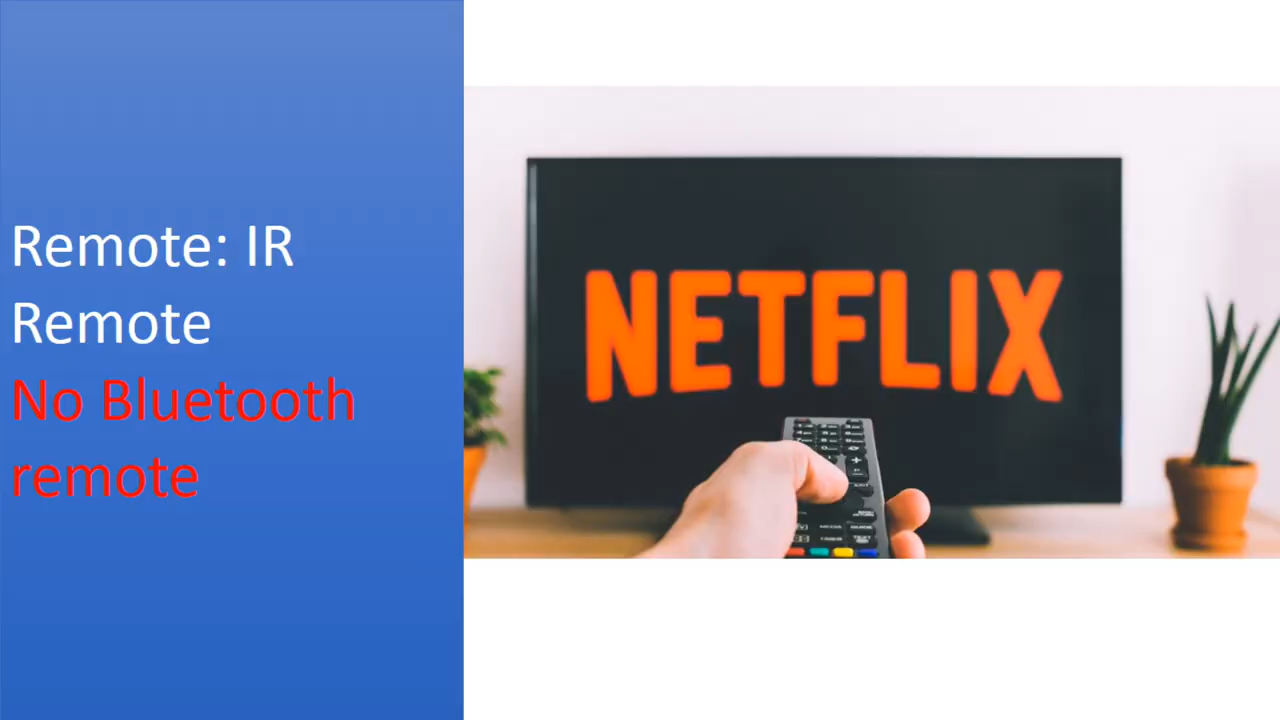 Remote: IR
Remote
No Bluetooth
remote
NETFLIX